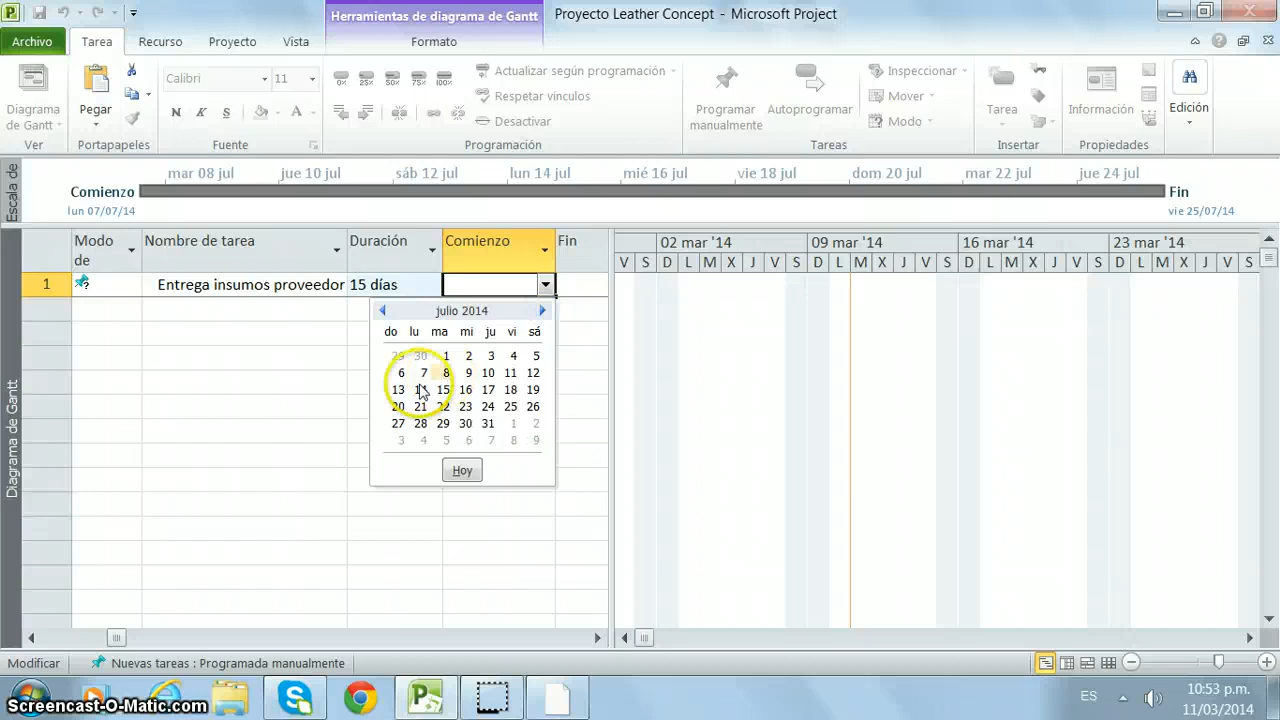 Herramientas de diagrama de Gantt
Proyecto Leather Concept - Microsoft Project
Archivo Tarea Recurso Proyecto Vista Formato
Diagrama de Gantt
Ver
Pegar
Portapapeles
Calibri 11
N K S A
Fuente
0% 25% 50% 75% 100%
Actualizar según programación
Respetar vínculos
Desactivar
Programación
Programar manualmente
Autoprogramar
Inspeccionar
Mover
Modo
Tareas
Tarea
Insertar
Información
Propiedades
Edición
Escala de
mar 08 jul jue 10 jul sáb 12 jul lun 14 jul mié 16 jul vie 18 jul dom 20 jul mar 22 jul jue 24 jul
Comienzo
lun 07/07/14
Fin
vie 25/07/14
Diagrama de Gantt
Modo de Nombre de tarea Duración Comienzo Fin
02 mar '14 09 mar '14 16 mar '14 23 mar '14
V S D L M X J V S D L M X J V S D L M X J V S D L M X J V S
1 ? Entrega insumos proveedor 15 días
julio 2014
do lu ma mi ju vi sá
29 30 1 2 3 4 5
6 7 8 9 10 11 12
13 14 15 16 17 18 19
20 21 22 23 24 25 26
27 28 29 30 31 1 2
3 4 5 6 7 8 9
Hoy
Modificar Nuevas tareas : Programada manualmente
Screencast-O-Matic.com
ES
10:53 p.m.
11/03/2014